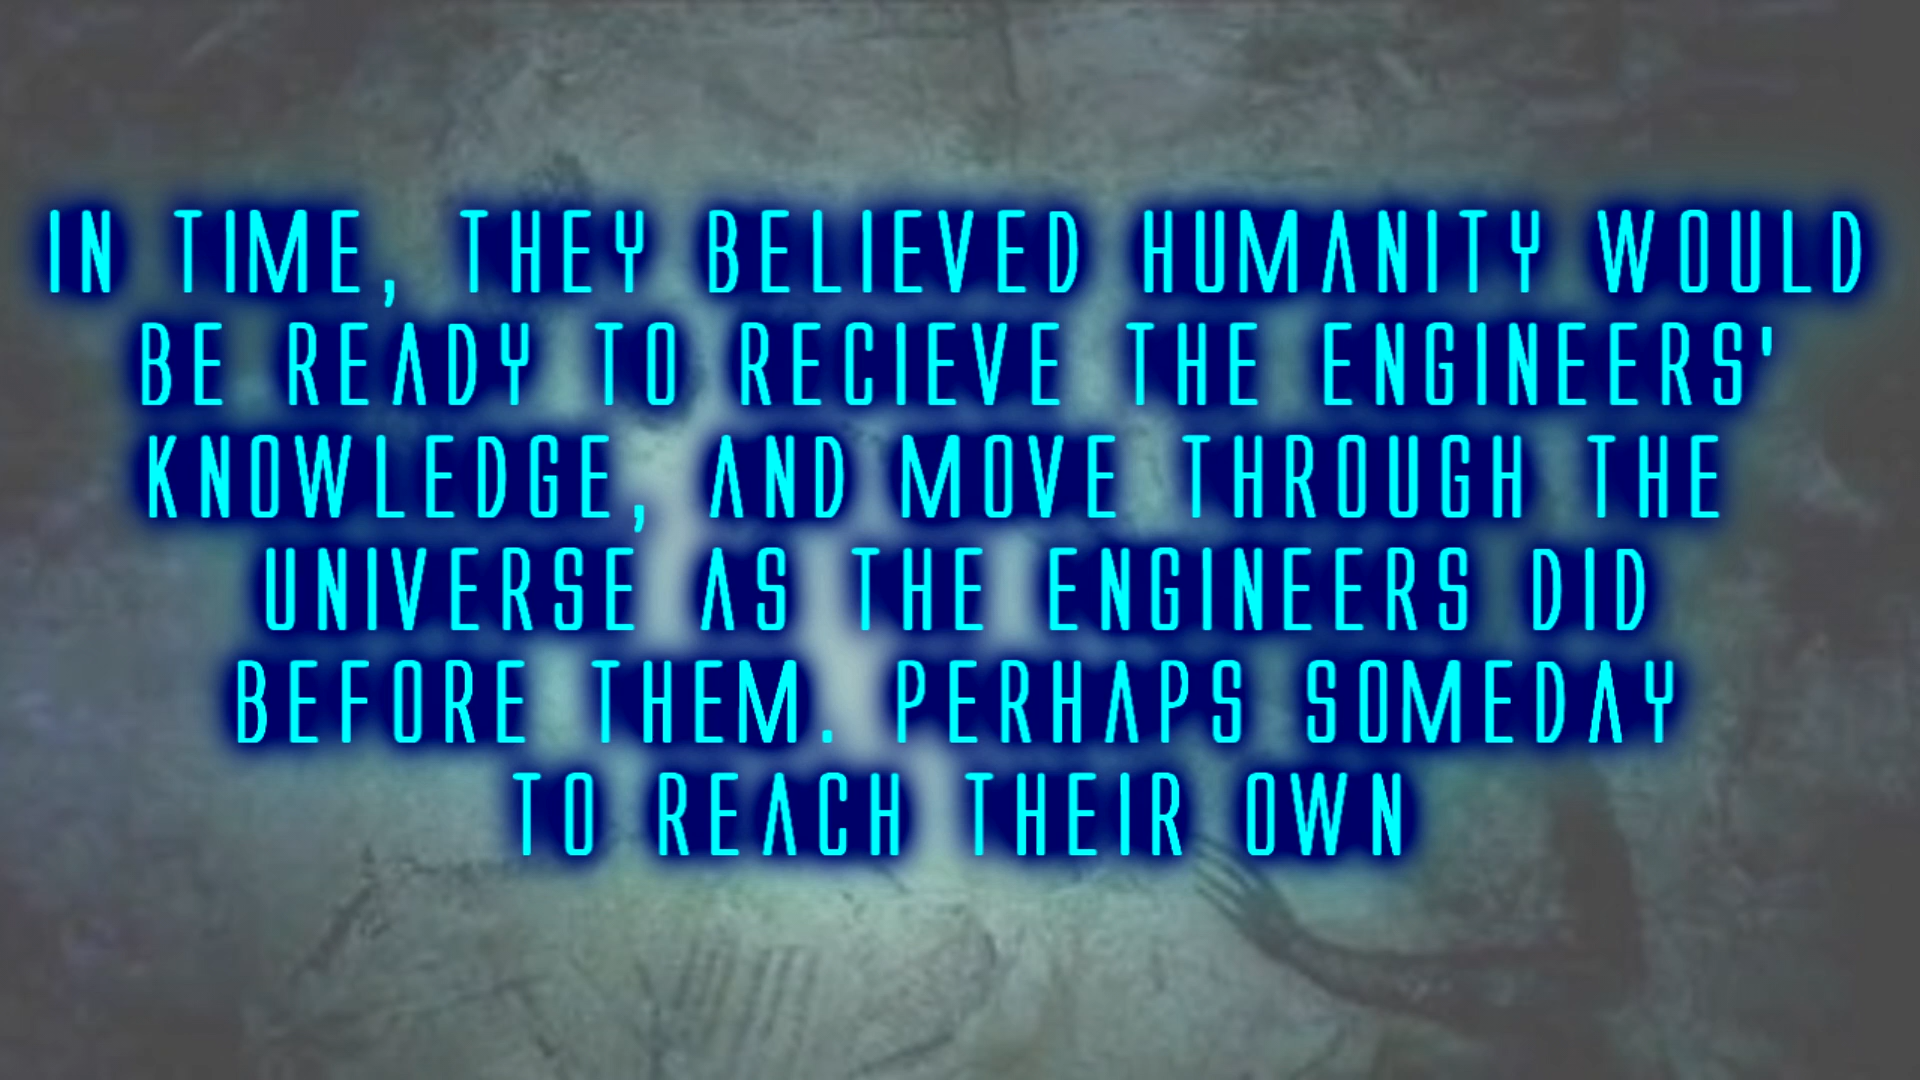 IN TIME, THEY BELIEVED HUMANITY WOULD
BE READY TO RECIEVE THE ENGINEERS'
KNOWLEDGE, AND MOVE THROUGH THE
UNIVERSE AS THE ENGINEERS DID
BEFORE THEM. PERHAPS SOMEDAY
TO REACH THEIR OWN